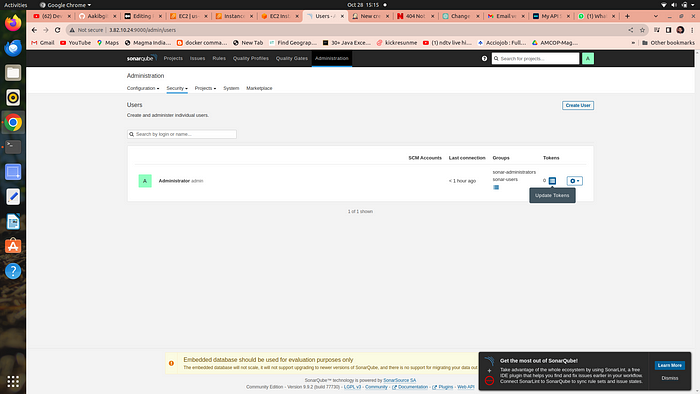 Activities
Google Chrome
Oct 28 15:15
(62) De
Aakibg
Editing
EC2 | us
Instanc
EC2 Inst
Users - A
New cre
404 Not
Change
Email ve
My API
(1) Wha
Not secure 3.82.10.24:9000/admin/users
Gmail
YouTube
Maps
Magma India...
docker comma...
New Tab
Find Geograp...
30+ Java Exce...
kickresume
(1) ndtv live hi...
AccioJob : Full...
AMCOP-Mag...
»
Other bookmarks
sonarqube
Projects
Issues
Rules
Quality Profiles
Quality Gates
Administration
Search for projects...
A
Administration
Configuration
Security
Projects
System
Marketplace
Users
Create User
Create and administer individual users.
Search by login or name...
SCM Accounts
Last connection
Groups
Tokens
A
Administrator admin
< 1 hour ago
sonar-administrators
sonar-users
0
Update Tokens
1 of 1 shown
Embedded database should be used for evaluation purposes only
The embedded database will not scale, it will not support upgrading to newer versions of SonarQube, and there is no support for migrating your data out
SonarQube™ technology is powered by SonarSource SA
Community Edition - Version 9.9.2 (build 77730) - LGPL v3 - Community - Documentation - Plugins - Web API
Get the most out of SonarQube!
Take advantage of the whole ecosystem by using SonarLint, a free
IDE plugin that helps you find and fix issues earlier in your workflow.
Connect SonarLint to SonarQube to sync rule sets and issue states.
Learn More
Dismiss